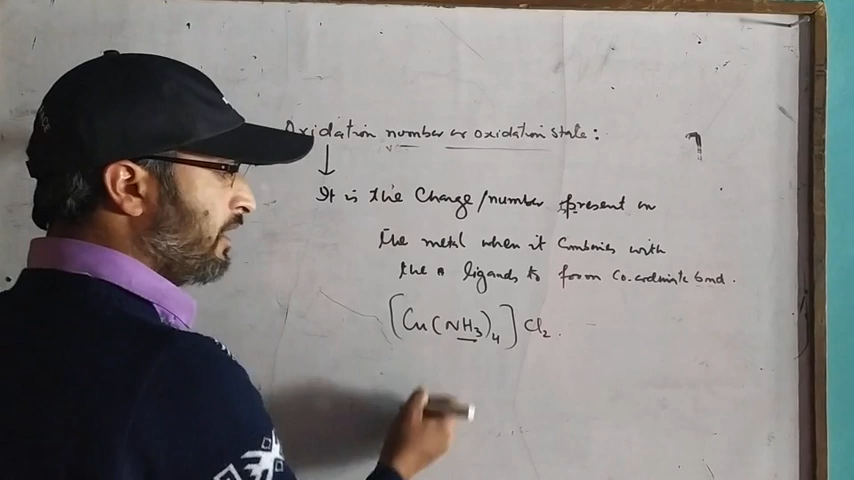 Oxidation number or oxidation state:
It is the Charge/number present on
the metal when it Combines with
the ligands to form Co-ordinate bond.
[Cu(NH₃)₄]Cl₂.